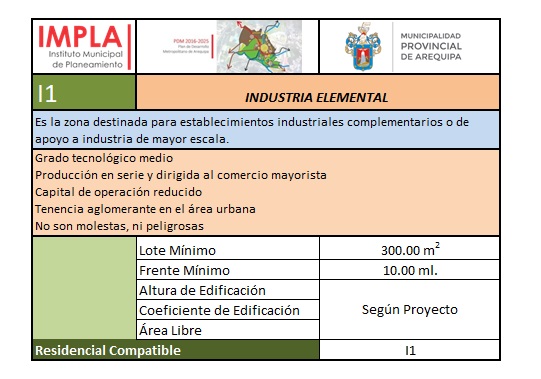 IMPLA
Instituto Municipal
de Planeamiento
PDM 2016-2025
Plan de Desarrollo
Metropolitano de Arequipa
MUNICIPALIDAD
PROVINCIAL
DE AREQUIPA
I1
INDUSTRIA ELEMENTAL
Es la zona destinada para establecimientos industriales complementarios o de
apoyo a industria de mayor escala.
Grado tecnológico medio
Producción en serie y dirigida al comercio mayorista
Capital de operación reducido
Tenencia aglomerante en el área urbana
No son molestas, ni peligrosas
Lote Mínimo 300.00 m²
Frente Mínimo 10.00 ml.
Altura de Edificación
Coeficiente de Edificación Según Proyecto
Área Libre
Residencial Compatible I1